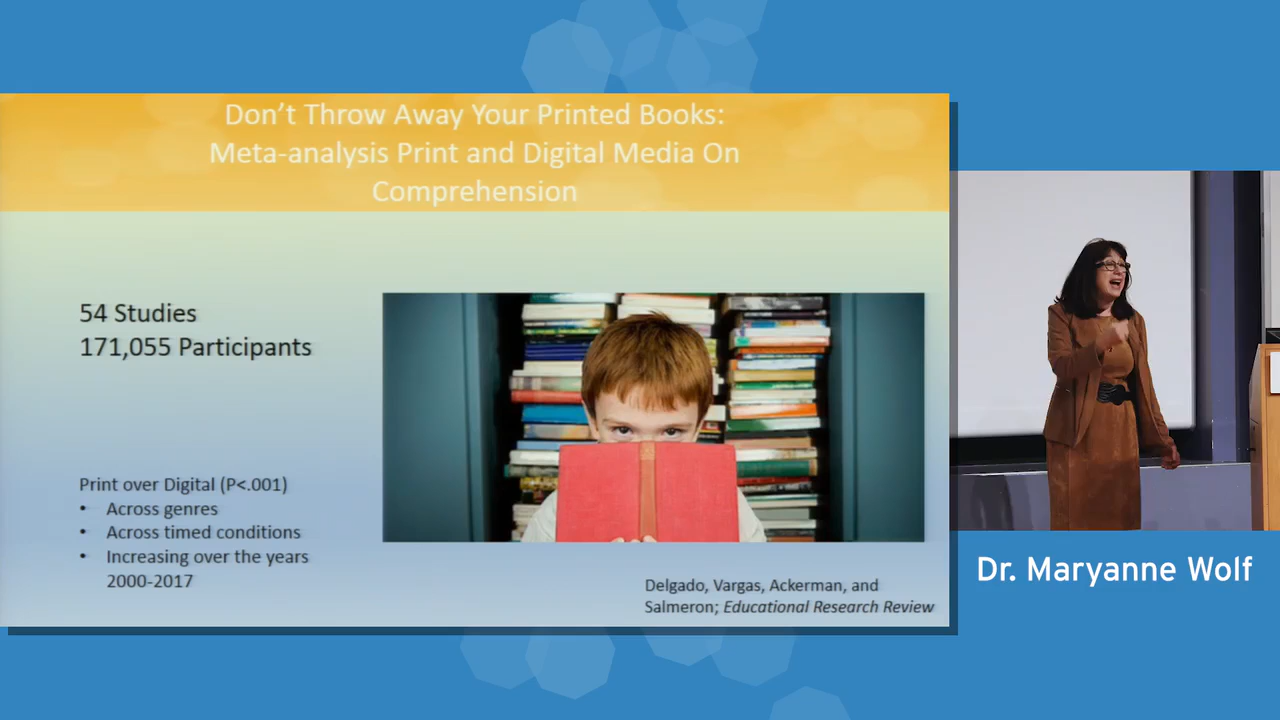 Don't Throw Away Your Printed Books:
Meta-analysis Print and Digital Media On
Comprehension
54 Studies
171,055 Participants
Print over Digital (P<.001)
• Across genres
• Across timed conditions
• Increasing over the years
2000-2017
Delgado, Vargas, Ackerman, and
Salmeron; Educational Research Review
Dr. Maryanne Wolf